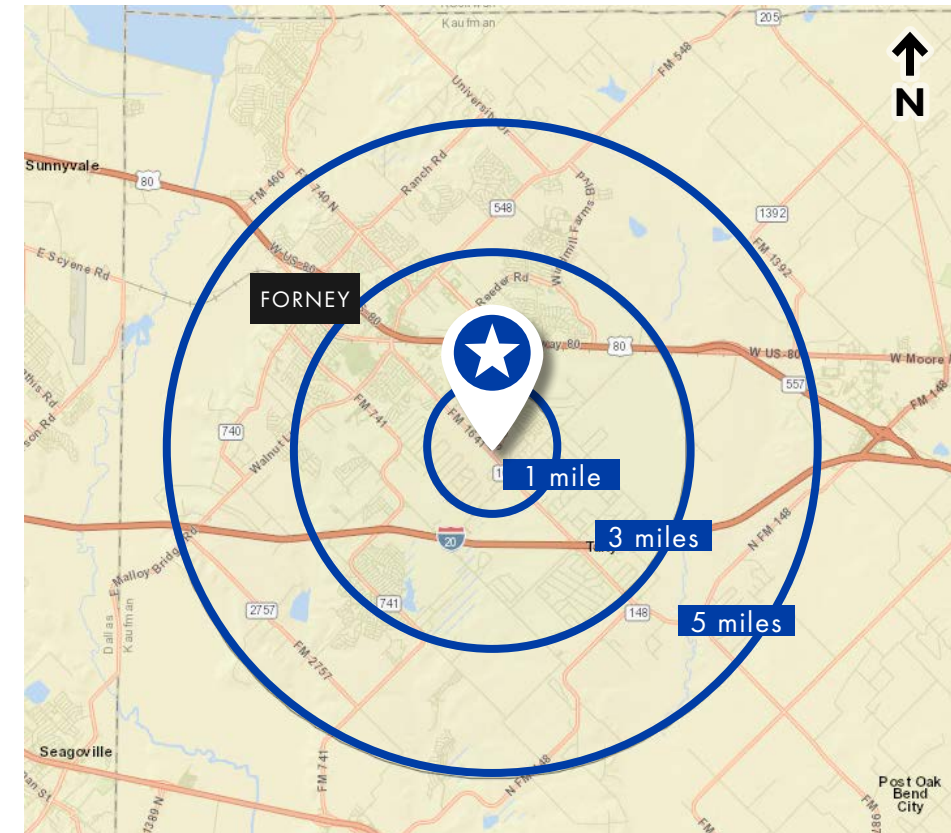 Kaufman
205
N
FM 548
University Dr
Sunnyvale
80
Ranch Rd
FM 460
FM 740 N
548
1392
Windmill Farms Blvd
FM 1392
E Scyene Rd
W US-80
FORNEY
Reeder Rd
80
W US-80
W Moore
557
FM 148
FM 741
FM 1641
740
Walnut L
1 mile
20
3 miles
N FM 148
E Malloy Bridge Rd
2757
741
148
5 miles
Dallas
Kaufman
FM 2757
Seagoville
FM 741
N FM 148
Post Oak
Bend
City
1389 N
FM